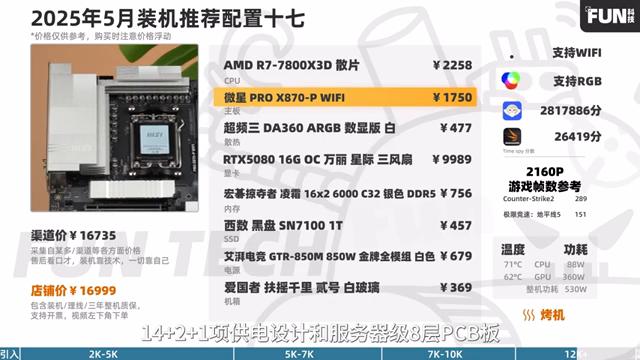 2025年5月装机推荐配置十七
*价格仅供参考，购买时注意价格浮动
FUN科技
AMD R7-7800X3D 散片 ¥2258
CPU
微星 PRO X870-P WIFI ¥1750
主板
超频三 DA360 ARGB 数显版 白 ¥477
散热
RTX5080 16G OC 万丽 星际 三风扇 ¥9989
显卡
宏碁掠夺者 凌霜 16x2 6000 C32 银色 DDR5 ¥756
内存
西数 黑盘 SN7100 1T ¥457
SSD
艾湃电竞 GTR-850M 850W 金牌全模组 白色 ¥679
电源
爱国者 扶摇千里 贰号 白玻璃 ¥369
机箱
支持WIFI
支持RGB
2817886分
26419分
Time spy 分数
2160P
游戏帧数参考
Counter-Strike2 289
极限竞速：地平线5 151
温度 功耗
71°C CPU 88W
62°C GPU 360W
整机功耗 530W
烤机
渠道价 ¥16735
采集自某多/渠道等各方面价格
售后看口才，装机靠技术，一切靠自己
店铺价 ¥16999
包含装机/理线/三年整机质保，
支持开票，视频左下角下单
FUN TECH
14+2+1项供电设计和服务器级8层PCB板
引入 2K-5K 5K-7K 7K-10K 12K+